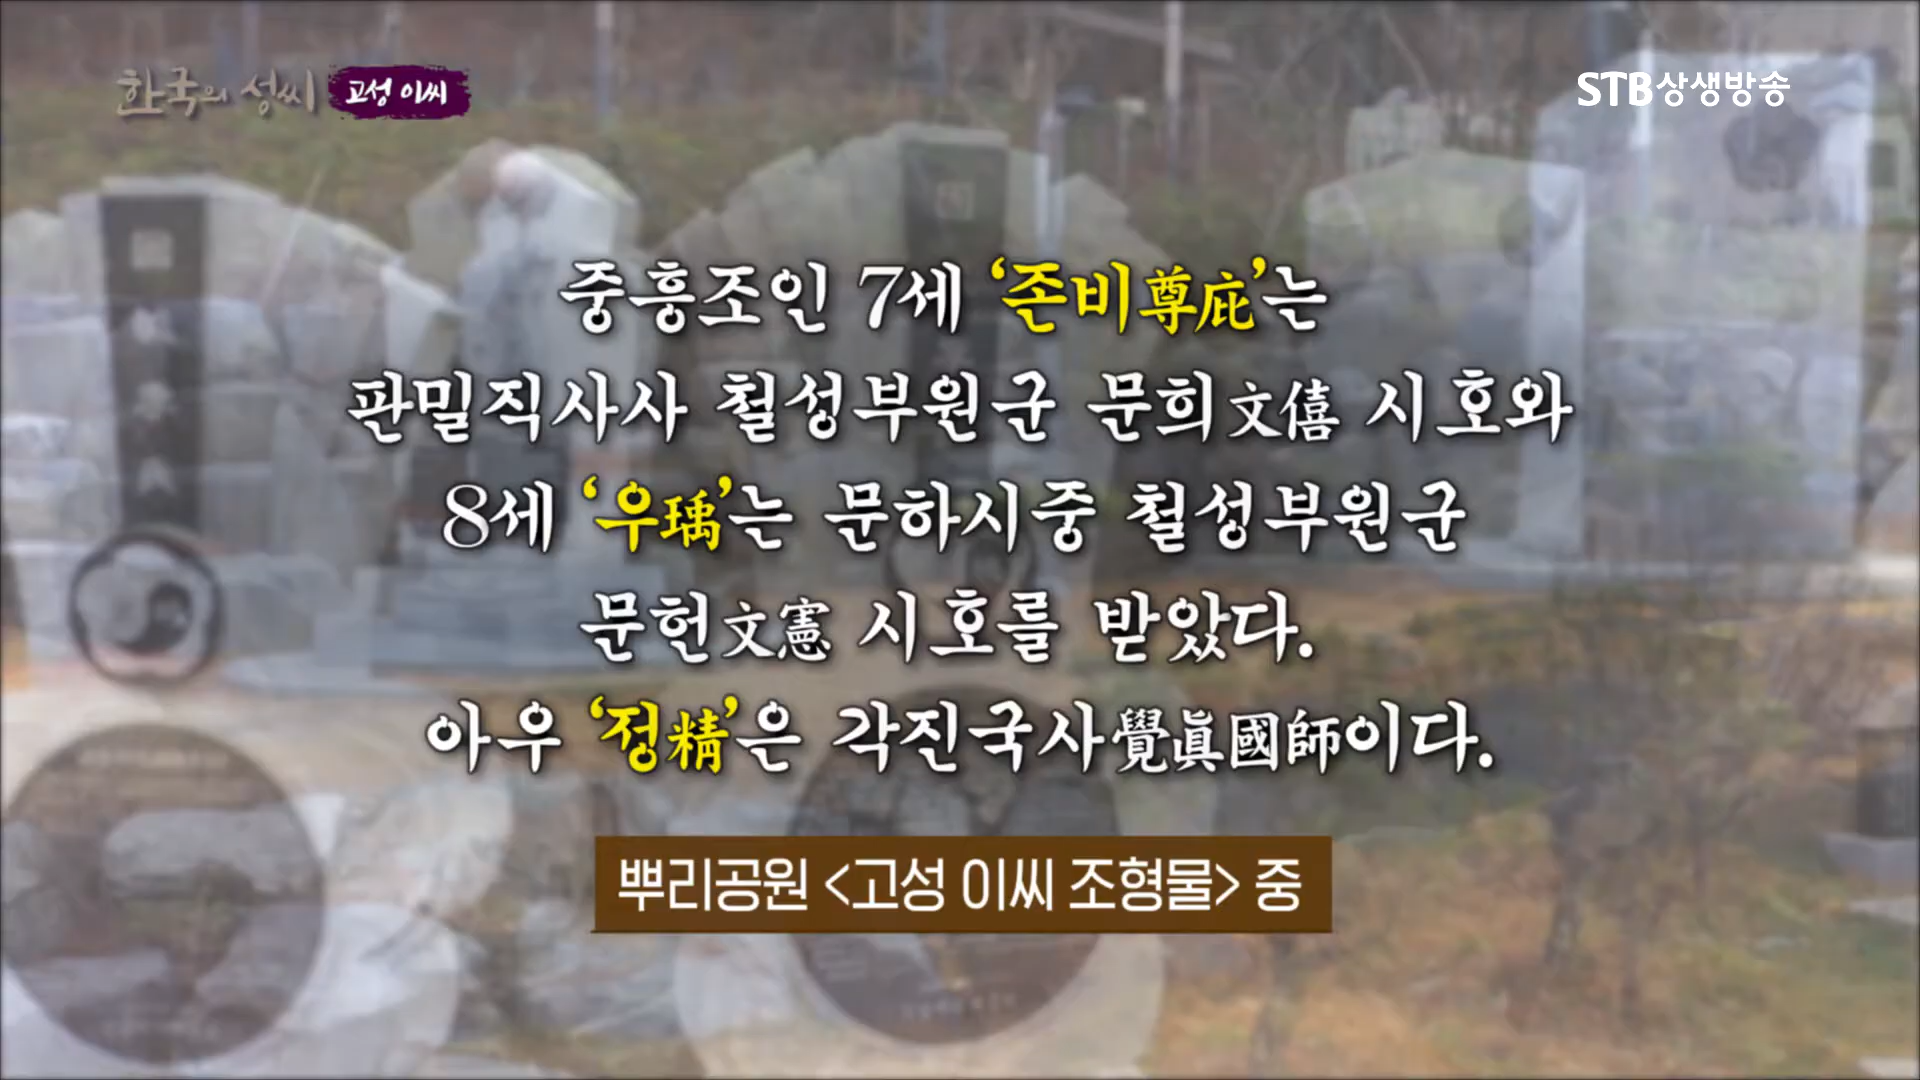 한국의 성씨 고성 이씨
STB상생방송
중흥조인 7세 ‘존비尊庇’는
판밀직사사 철성부원군 문희文僖 시호와
8세 ‘우瑀’는 문하시중 철성부원군
문헌文憲 시호를 받았다.
아우 ‘정精’은 각진국사覺眞國師이다.
뿌리공원 <고성 이씨 조형물> 중